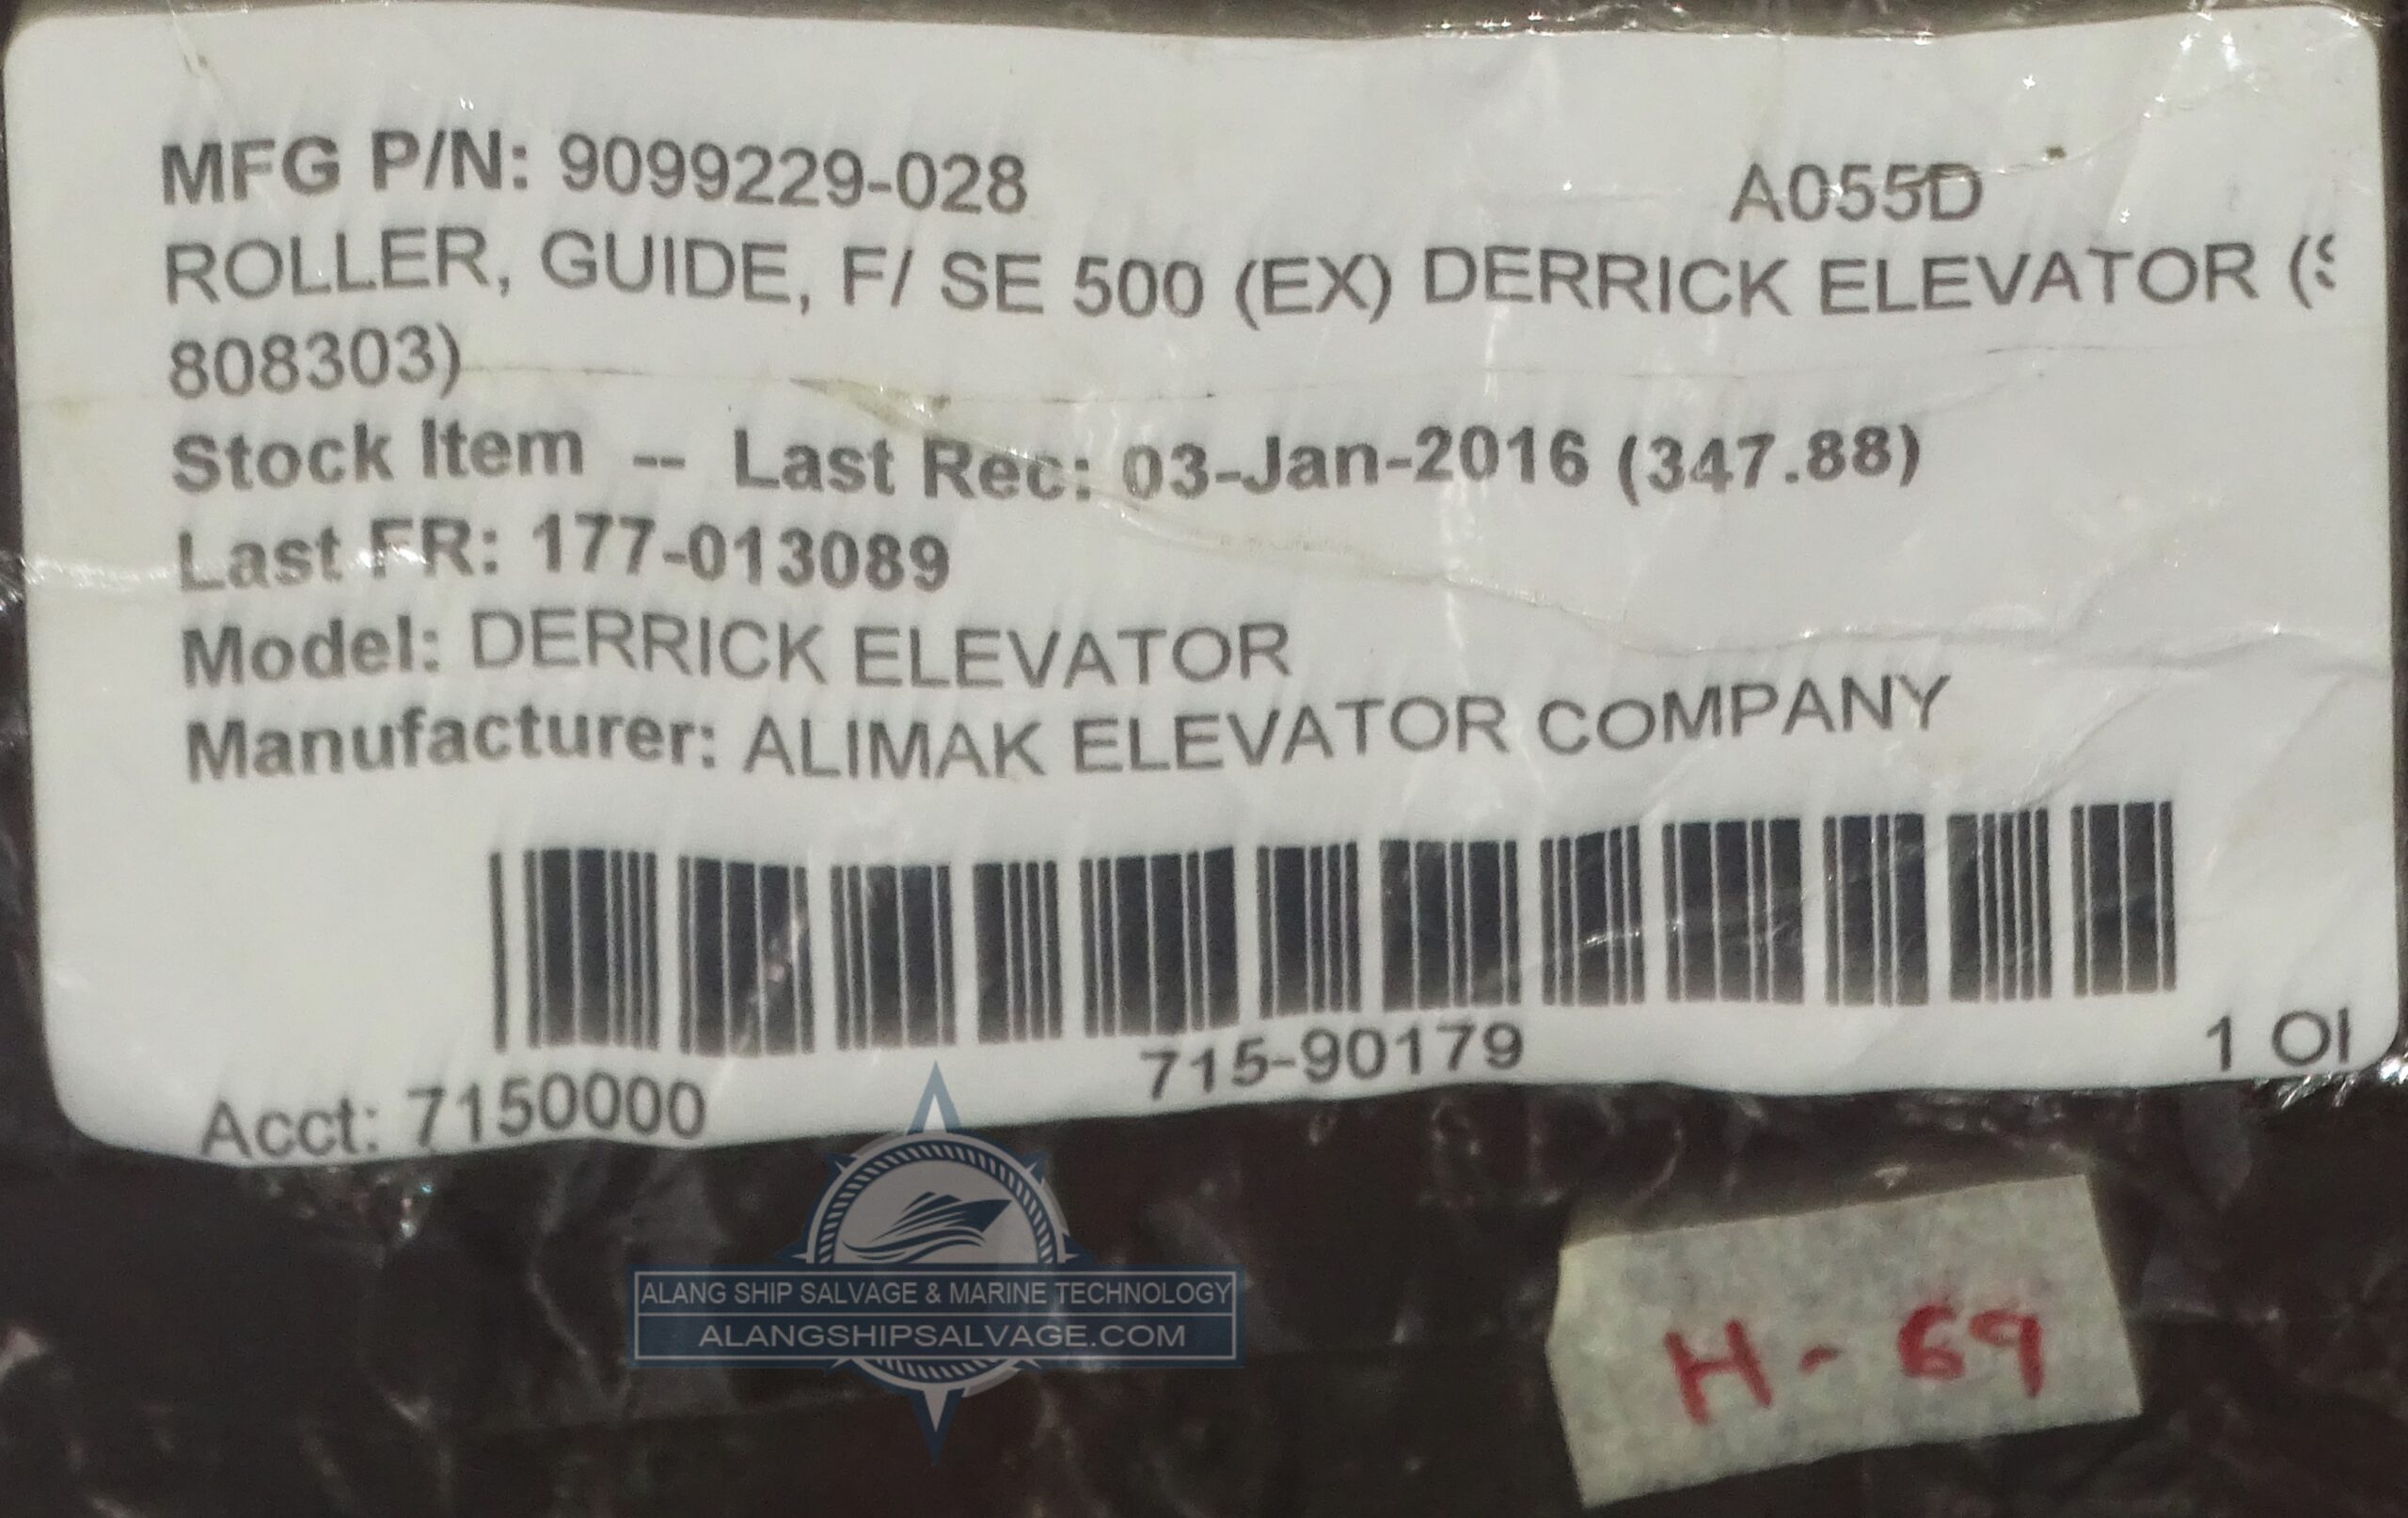 MFG P/N: 9099229-028 A055D
ROLLER, GUIDE, F/ SE 500 (EX) DERRICK ELEVATOR (S
808303)
Stock Item -- Last Rec: 03-Jan-2016 (347.88)
Last FR: 177-013089
Model: DERRICK ELEVATOR
Manufacturer: ALIMAK ELEVATOR COMPANY
715-90179 1 O
Acct: 7150000
ALANG SHIP SALVAGE & MARINE TECHNOLOGY
ALANGSHIPSALVAGE.COM
H - 69